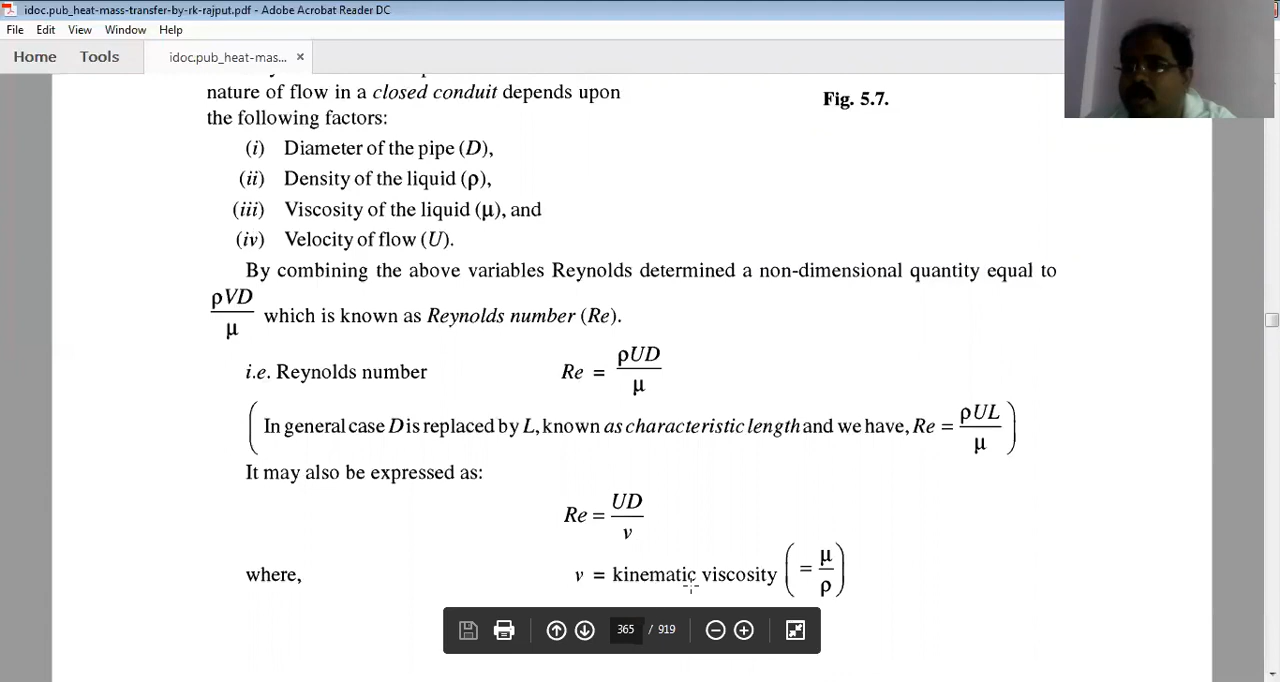 idoc.pub_heat-mass-transfer-by-rk-rajput.pdf - Adobe Acrobat Reader DC
File Edit View Window Help
Home Tools idoc.pub_heat-mas... ×
nature of flow in a closed conduit depends upon
the following factors:
Fig. 5.7.
(i) Diameter of the pipe (D),
(ii) Density of the liquid (ρ),
(iii) Viscosity of the liquid (μ), and
(iv) Velocity of flow (U).
By combining the above variables Reynolds determined a non-dimensional quantity equal to
ρVD/μ which is known as Reynolds number (Re).
i.e. Reynolds number Re = ρUD/μ
(In general case D is replaced by L, known as characteristic length and we have, Re = ρUL/μ)
It may also be expressed as:
Re = UD/ν
where, ν = kinematic viscosity (= μ/ρ)
365 / 919